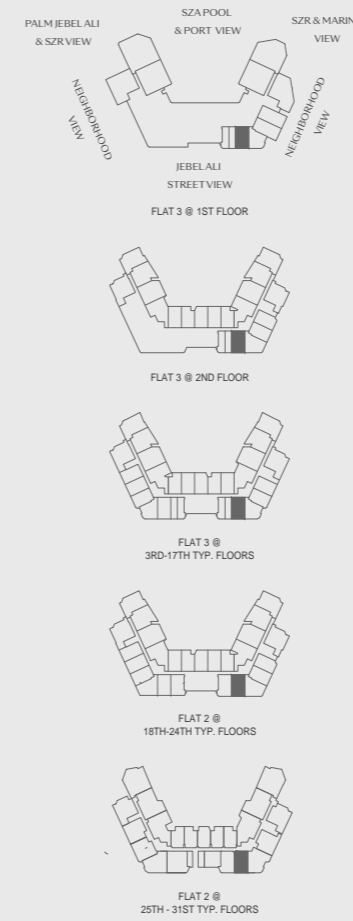 PALM JEBEL ALI
& SZR VIEW
SZA POOL
& PORT VIEW
SZR & MARIN
VIEW
NEIGHBORHOOD
VIEW
NEIGHBORHOOD
VIEW
JEBEL ALI
STREET VIEW
FLAT 3 @ 1ST FLOOR
FLAT 3 @ 2ND FLOOR
FLAT 3 @
3RD-17TH TYP. FLOORS
FLAT 2 @
18TH-24TH TYP. FLOORS
FLAT 2 @
25TH - 31ST TYP. FLOORS